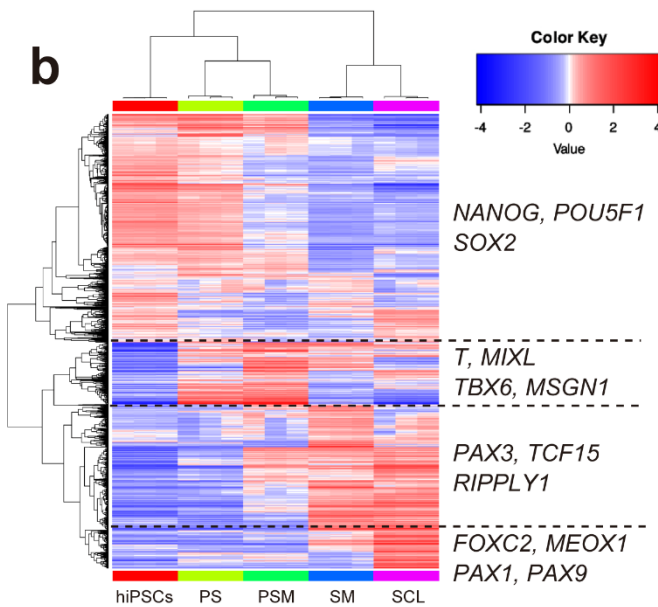 b
Color Key
-4 -2 0 2 4
Value
NANOG, POU5F1
SOX2
T, MIXL
TBX6, MSGN1
PAX3, TCF15
RIPPLY1
FOXC2, MEOX1
PAX1, PAX9
hiPSCs PS PSM SM SCL